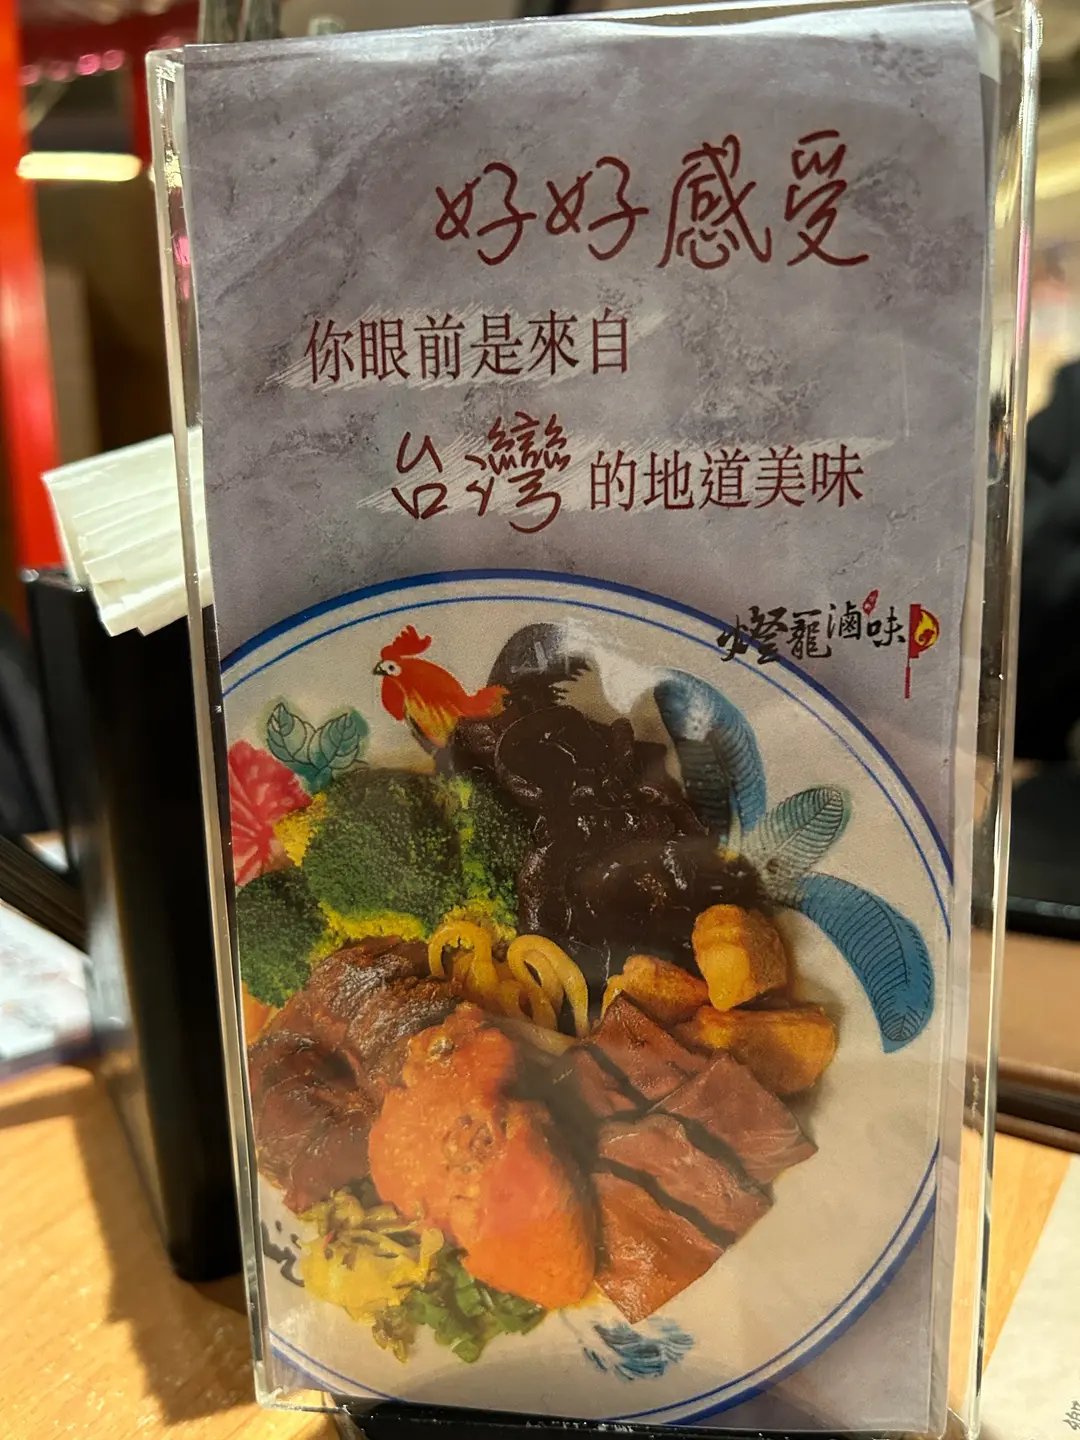 好好感受
你眼前是來自
台灣的地道美味
燈籠滷味